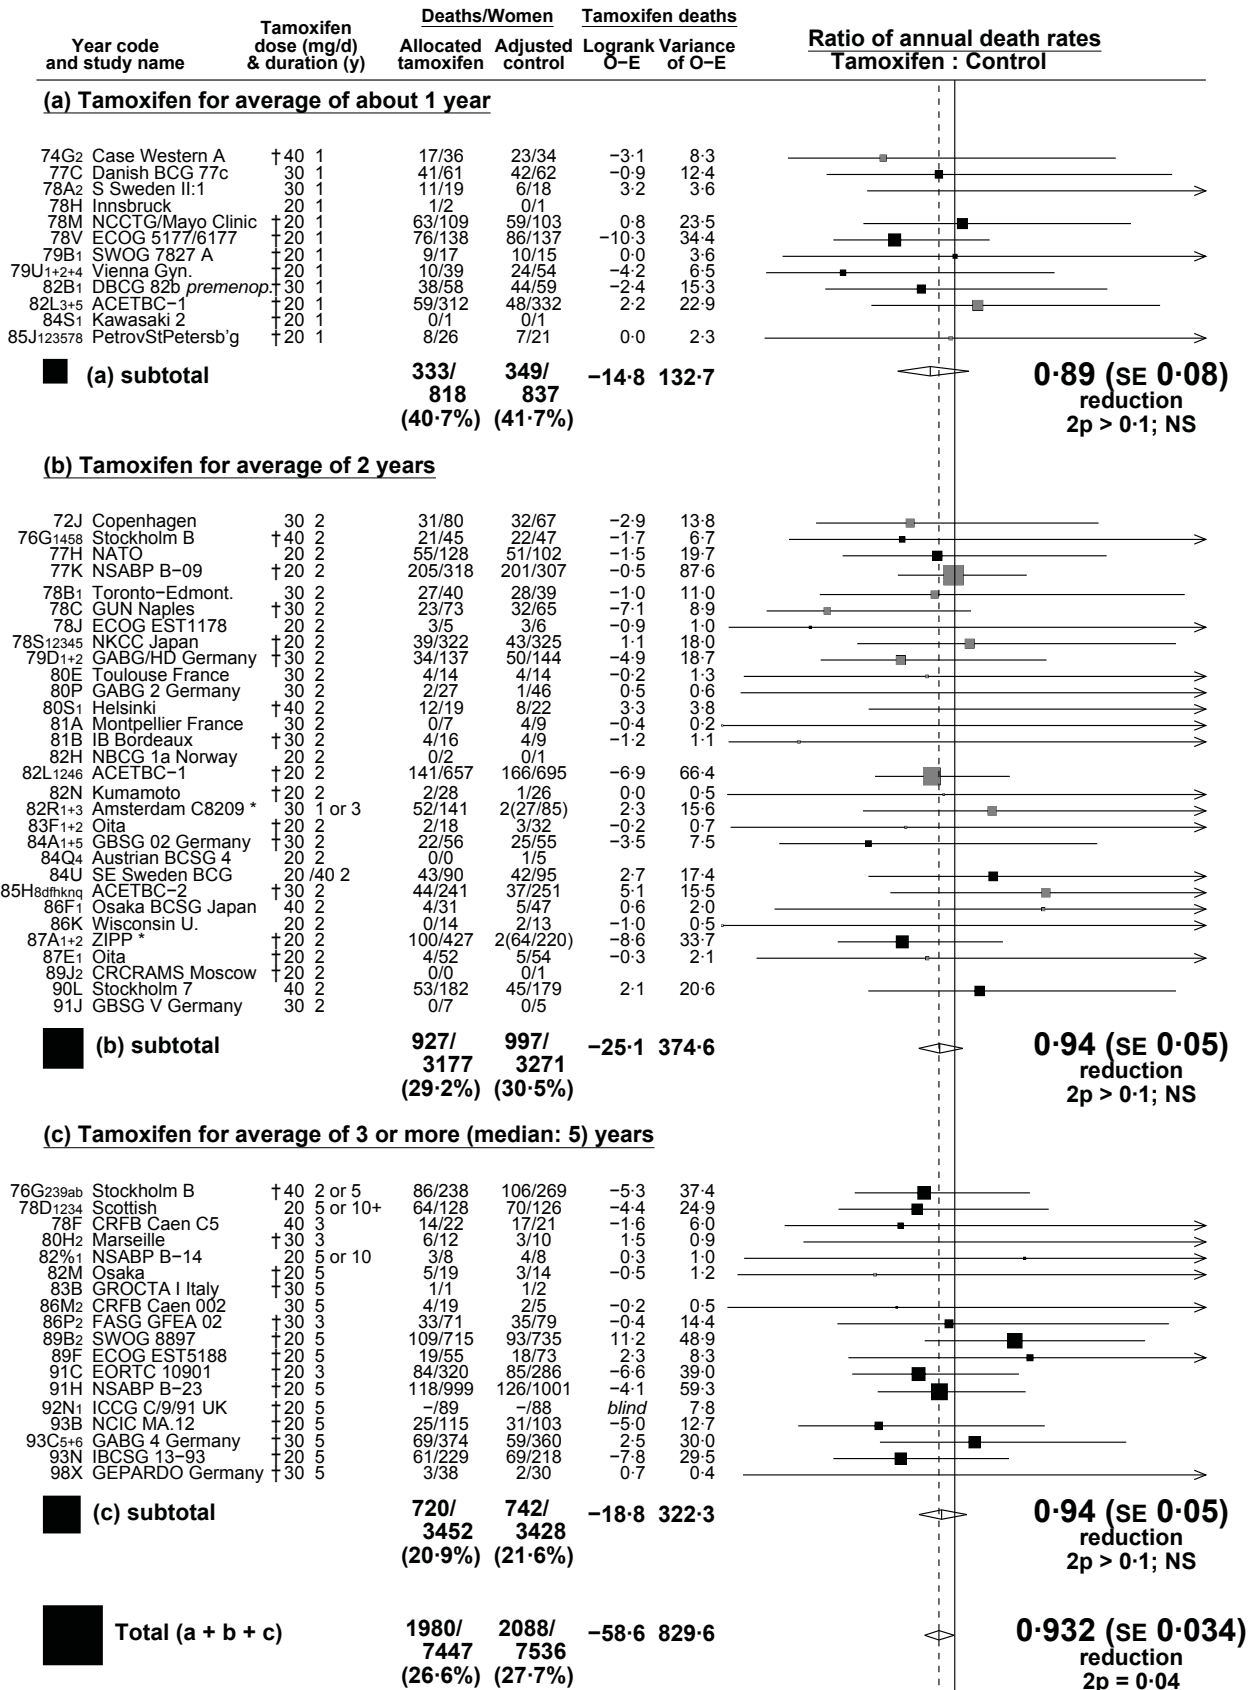 Deaths/Women Tamoxifen deaths
Year code and study name Tamoxifen dose (mg/d) & duration (y) Allocated tamoxifen Adjusted control Logrank O−E Variance of O−E Ratio of annual death rates Tamoxifen : Control
(a) Tamoxifen for average of about 1 year
74G2 Case Western A †40 1 17/36 23/34 −3·1 8·3
77C Danish BCG 77c 30 1 41/61 42/62 −0·9 12·4
78A2 S Sweden II:1 30 1 11/19 6/18 3·2 3·6
78H Innsbruck 20 1 1/2 0/1
78M NCCTG/Mayo Clinic †20 1 63/109 59/103 0·8 23·5
78V ECOG 5177/6177 †20 1 76/138 86/137 −10·3 34·4
79B1 SWOG 7827 A †20 1 9/17 10/15 0·0 3·6
79U1+2+4 Vienna Gyn. †20 1 10/39 24/54 −4·2 6·5
82B1 DBCG 82b premenop. †30 1 38/58 44/59 −2·4 15·3
82L3+5 ACETBC−1 †20 1 59/312 48/332 2·2 22·9
84S1 Kawasaki 2 †20 1 0/1 0/1
85J123578 PetrovStPetersb'g †20 1 8/26 7/21 0·0 2·3
(a) subtotal 333/ 349/ −14·8 132·7 0·89 (SE 0·08)
818 837 reduction
(40·7%) (41·7%) 2p > 0·1; NS
(b) Tamoxifen for average of 2 years
72J Copenhagen 30 2 31/80 32/67 −2·9 13·8
76G1458 Stockholm B †40 2 21/45 22/47 −1·7 6·7
77H NATO 20 2 55/128 51/102 −1·5 19·7
77K NSABP B−09 †20 2 205/318 201/307 −0·5 87·6
78B1 Toronto−Edmont. 30 2 27/40 28/39 −1·0 11·0
78C GUN Naples †30 2 23/73 32/65 −7·1 8·9
78J ECOG EST1178 20 2 3/5 3/6 −0·9 1·0
78S12345 NKCC Japan †20 2 39/322 43/325 1·1 18·0
79D1+2 GABG/HD Germany †30 2 34/137 50/144 −4·9 18·7
80E Toulouse France 30 2 4/14 4/14 −0·2 1·3
80P GABG 2 Germany 30 2 2/27 1/46 0·5 0·6
80S1 Helsinki †40 2 12/19 8/22 3·3 3·8
81A Montpellier France 30 2 0/7 4/9 −0·4 0·2
81B IB Bordeaux †30 2 4/16 4/9 −1·2 1·1
82H NBCG 1a Norway 20 2 0/2 0/1
82L1246 ACETBC−1 †20 2 141/657 166/695 −6·9 66·4
82N Kumamoto †20 2 2/28 1/26 0·0 0·5
82R1+3 Amsterdam C8209 * 30 1 or 3 52/141 2(27/85) 2·3 15·6
83F1+2 Oita †20 2 2/18 3/32 −0·2 0·7
84A1+5 GBSG 02 Germany †30 2 22/56 25/55 −3·5 7·5
84Q4 Austrian BCSG 4 20 2 0/0 1/5
84U SE Sweden BCG 20 /40 2 43/90 42/95 2·7 17·4
85H8dfhknq ACETBC−2 †30 2 44/241 37/251 5·1 15·5
86F1 Osaka BCSG Japan 40 2 4/31 5/47 0·6 2·0
86K Wisconsin U. 20 2 0/14 2/13 −1·0 0·5
87A1+2 ZIPP * †20 2 100/427 2(64/220) −8·6 33·7
87E1 Oita †20 2 4/52 5/54 −0·3 2·1
89J2 CRCRAMS Moscow †20 2 0/0 0/1
90L Stockholm 7 40 2 53/182 45/179 2·1 20·6
91J GBSG V Germany 30 2 0/7 0/5
(b) subtotal 927/ 997/ −25·1 374·6 0·94 (SE 0·05)
3177 3271 reduction
(29·2%) (30·5%) 2p > 0·1; NS
(c) Tamoxifen for average of 3 or more (median: 5) years
76G239ab Stockholm B †40 2 or 5 86/238 106/269 −5·3 37·4
78D1234 Scottish 20 5 or 10+ 64/128 70/126 −4·4 24·9
78F CRFB Caen C5 40 3 14/22 17/21 −1·6 6·0
80H2 Marseille †30 3 6/12 3/10 1·5 0·9
82%1 NSABP B−14 20 5 or 10 3/8 4/8 0·3 1·0
82M Osaka †20 5 5/19 3/14 −0·5 1·2
83B GROCTA I Italy †30 5 1/1 1/2
86M2 CRFB Caen 002 30 5 4/19 2/5 −0·2 0·5
86P2 FASG GFEA 02 †30 3 33/71 35/79 −0·4 14·4
89B2 SWOG 8897 †20 5 109/715 93/735 11·2 48·9
89F ECOG EST5188 †20 5 19/55 18/73 2·3 8·3
91C EORTC 10901 †20 3 84/320 85/286 −6·6 39·0
91H NSABP B−23 †20 5 118/999 126/1001 −4·1 59·3
92N1 ICCG C/9/91 UK †20 5 −/89 −/88 blind 7·8
93B NCIC MA.12 †20 5 25/115 31/103 −5·0 12·7
93C5+6 GABG 4 Germany †30 5 69/374 59/360 2·5 30·0
93N IBCSG 13−93 †20 5 61/229 69/218 −7·8 29·5
98X GEPARDO Germany †30 5 3/38 2/30 0·7 0·4
(c) subtotal 720/ 742/ −18·8 322·3 0·94 (SE 0·05)
3452 3428 reduction
(20·9%) (21·6%) 2p > 0·1; NS
Total (a + b + c) 1980/ 2088/ −58·6 829·6 0·932 (SE 0·034)
7447 7536 reduction
(26·6%) (27·7%) 2p = 0·04